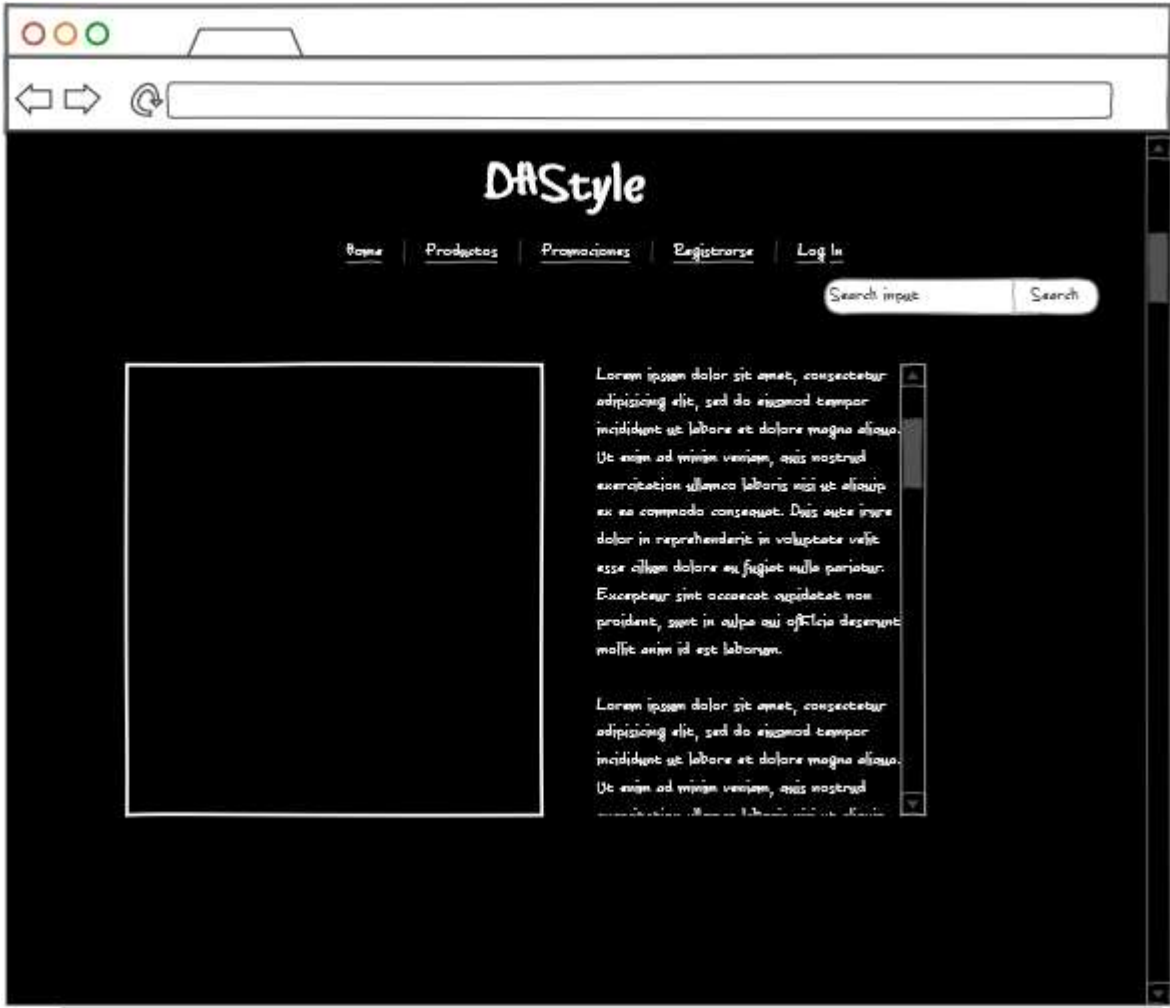 DHStyle
Home Productos Promociones Registrarse Log In
Search input Search
Lorem ipsum dolor sit amet, consectetur
adipisicing elit, sed do eiusmod tempor
incididunt ut labore et dolore magna aliqua.
Ut enim ad minim veniam, quis nostrud
exercitation ullamco laboris nisi ut aliquip
ex ea commodo consequat. Duis aute irure
dolor in reprehenderit in voluptate velit
esse cillum dolore eu fugiat nulla pariatur.
Excepteur sint occaecat cupidatat non
proident, sunt in culpa qui officia deserunt
mollit anim id est laborum.
Lorem ipsum dolor sit amet, consectetur
adipisicing elit, sed do eiusmod tempor
incididunt ut labore et dolore magna aliqua.
Ut enim ad minim veniam, quis nostrud